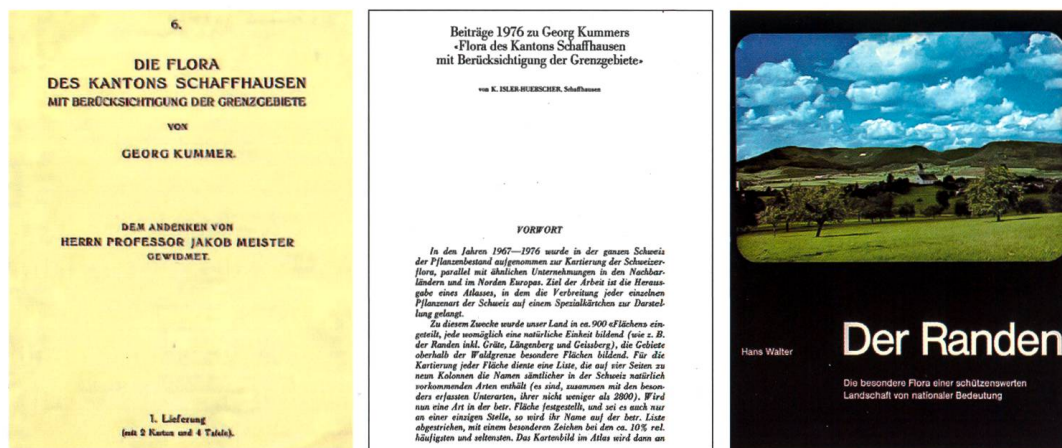 6.
DIE FLORA
DES KANTONS SCHAFFHAUSEN
MIT BERÜCKSICHTIGUNG DER GRENZGEBIETE
VON
GEORG KUMMER.
DEM ANDENKEN VON
HERRN PROFESSOR JAKOB MEISTER
GEWIDMET.
1. Lieferung
(mit 2 Karten und 4 Tafeln).
Beiträge 1976 zu Georg Kummers
«Flora des Kantons Schaffhausen
mit Berücksichtigung der Grenzgebiete»
von K. ISLER-HUEBSCHER, Schaffhausen
VORWORT
In den Jahren 1967—1976 wurde in der ganzen Schweiz
der Pflanzenbestand aufgenommen zur Kartierung der Schweizer-
flora, parallel mit ähnlichen Unternehmungen in den Nachbar-
ländern und im Norden Europas. Ziel der Arbeit ist die Heraus-
gabe eines Atlasses, in dem die Verbreitung jeder einzelnen
Pflanzenart der Schweiz auf einem Spezialkärtchen zur Darstel-
lung gelangt.
Zu diesem Zwecke wurde unser Land in ca. 900 «Flächen» ein-
geteilt, jede womöglich eine natürliche Einheit bildend (wie z. B.
der Randen inkl. Gräte, Längenberg und Geissberg), die Gebiete
oberhalb der Waldgrenze besondere Flächen bildend. Für die
Kartierung jeder Fläche diente eine Liste, die auf vier Seiten zu
neun Kolonnen die Namen sämtlicher in der Schweiz natürlich
vorkommenden Arten enthält (es sind, zusammen mit den beson-
ders erfassten Unterarten, ihrer nicht weniger als 2800). Wird
nun eine Art in der betr. Fläche festgestellt, und sei es auch nur
an einer einzigen Stelle, so wird ihr Name auf der betr. Liste
abgestrichen, mit einem besonderen Zeichen bei den ca. 10% rel.
häufigsten und seltensten. Das Kartenbild im Atlas wird dann an
Hans Walter
Der Randen
Die besondere Flora einer schützenswerten
Landschaft von nationaler Bedeutung